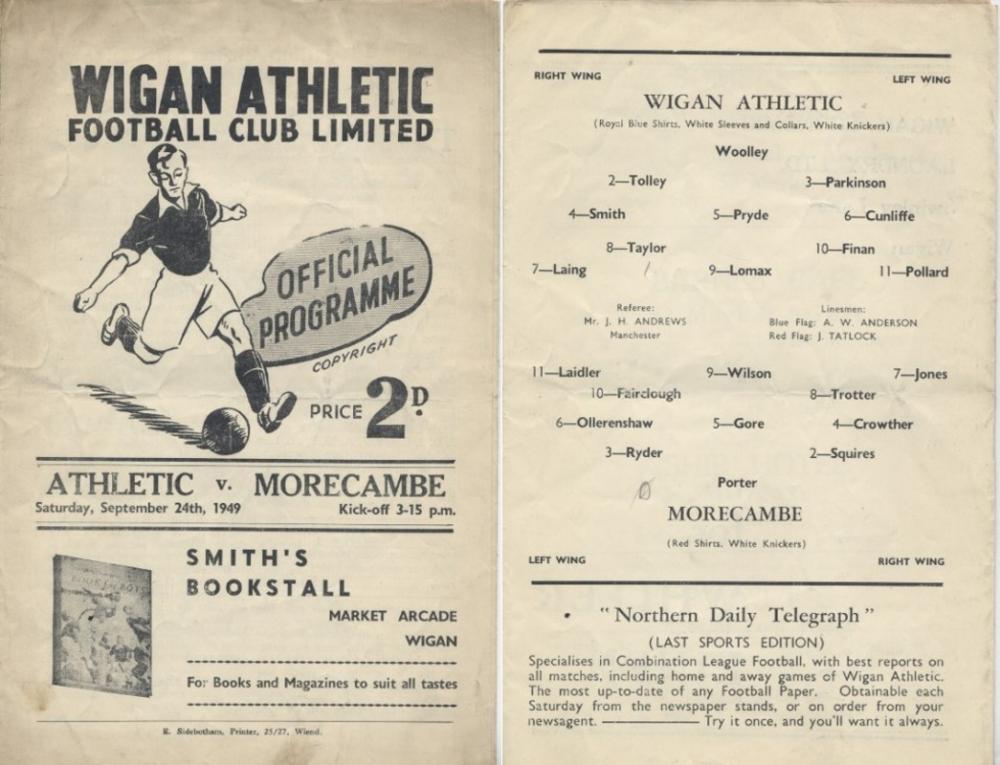 WIGAN ATHLETIC
FOOTBALL CLUB LIMITED
OFFICIAL
PROGRAMME
COPYRIGHT
PRICE 2D.
ATHLETIC v. MORECAMBE
Saturday, September 24th, 1949 Kick-off 3-15 p.m.
SMITH'S
BOOKSTALL
MARKET ARCADE
WIGAN
For Books and Magazines to suit all tastes
R. Sidebotham, Printer, 25/27, Wiend.
RIGHT WING LEFT WING
WIGAN ATHLETIC
(Royal Blue Shirts, White Sleeves and Collars, White Knickers)
Woolley
2—Tolley 3—Parkinson
4—Smith 5—Pryde 6—Cunliffe
8—Taylor 10—Finan
7—Laing 1 9—Lomax 11—Pollard
Referee: Linesmen:
Mr. J. H. ANDREWS Blue Flag: A. W. ANDERSON
Manchester Red Flag: J. TATLOCK
11—Laidler 9—Wilson 7—Jones
10—Fairclough 8—Trotter
6—Ollerenshaw 5—Gore 4—Crowther
3—Ryder 2—Squires
Porter
0
MORECAMBE
(Red Shirts, White Knickers)
LEFT WING RIGHT WING
"Northern Daily Telegraph"
(LAST SPORTS EDITION)
Specialises in Combination League Football, with best reports on
all matches, including home and away games of Wigan Athletic.
The most up-to-date of any Football Paper. Obtainable each
Saturday from the newspaper stands, or on order from your
newsagent. ——— Try it once, and you'll want it always.